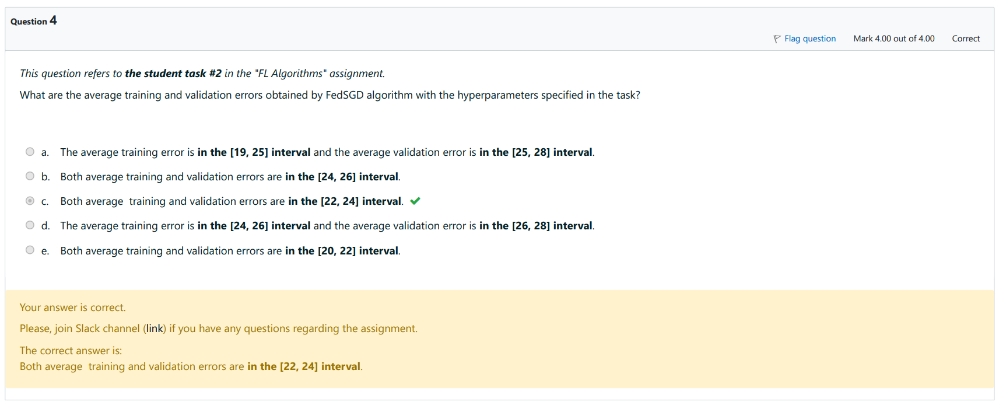 Question 4
Flag question Mark 4.00 out of 4.00 Correct
This question refers to the student task #2 in the "FL Algorithms" assignment.
What are the average training and validation errors obtained by FedSGD algorithm with the hyperparameters specified in the task?
a. The average training error is in the [19, 25] interval and the average validation error is in the [25, 28] interval.
b. Both average training and validation errors are in the [24, 26] interval.
c. Both average  training and validation errors are in the [22, 24] interval.
d. The average training error is in the [24, 26] interval and the average validation error is in the [26, 28] interval.
e. Both average training and validation errors are in the [20, 22] interval.
Your answer is correct.
Please, join Slack channel (link) if you have any questions regarding the assignment.
The correct answer is:
Both average  training and validation errors are in the [22, 24] interval.